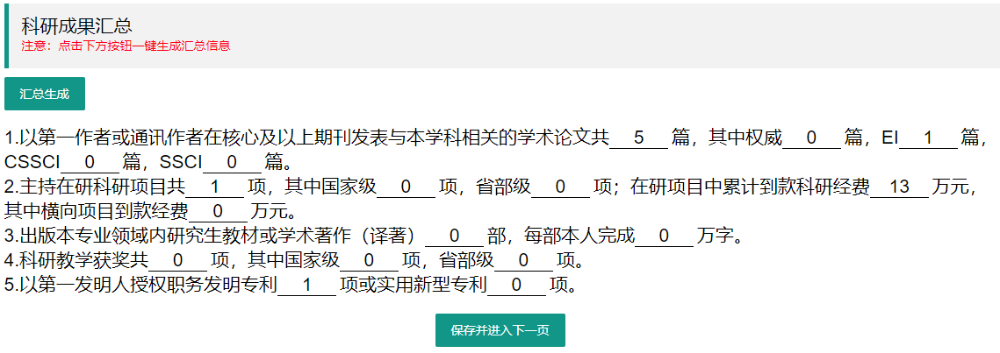 科研成果汇总
注意：点击下方按钮一键生成汇总信息
汇总生成
1.以第一作者或通讯作者在核心及以上期刊发表与本学科相关的学术论文共 5 篇，其中权威 0 篇，EI 1 篇，
CSSCI 0 篇，SSCI 0 篇。
2.主持在研科研项目共 1 项，其中国家级 0 项，省部级 0 项；在研项目中累计到款科研经费 13 万元，
其中横向项目到款经费 0 万元。
3.出版本专业领域内研究生教材或学术著作（译著） 0 部，每部本人完成 0 万字。
4.科研教学获奖共 0 项，其中国家级 0 项，省部级 0 项。
5.以第一发明人授权职务发明专利 1 项或实用新型专利 0 项。
保存并进入下一页